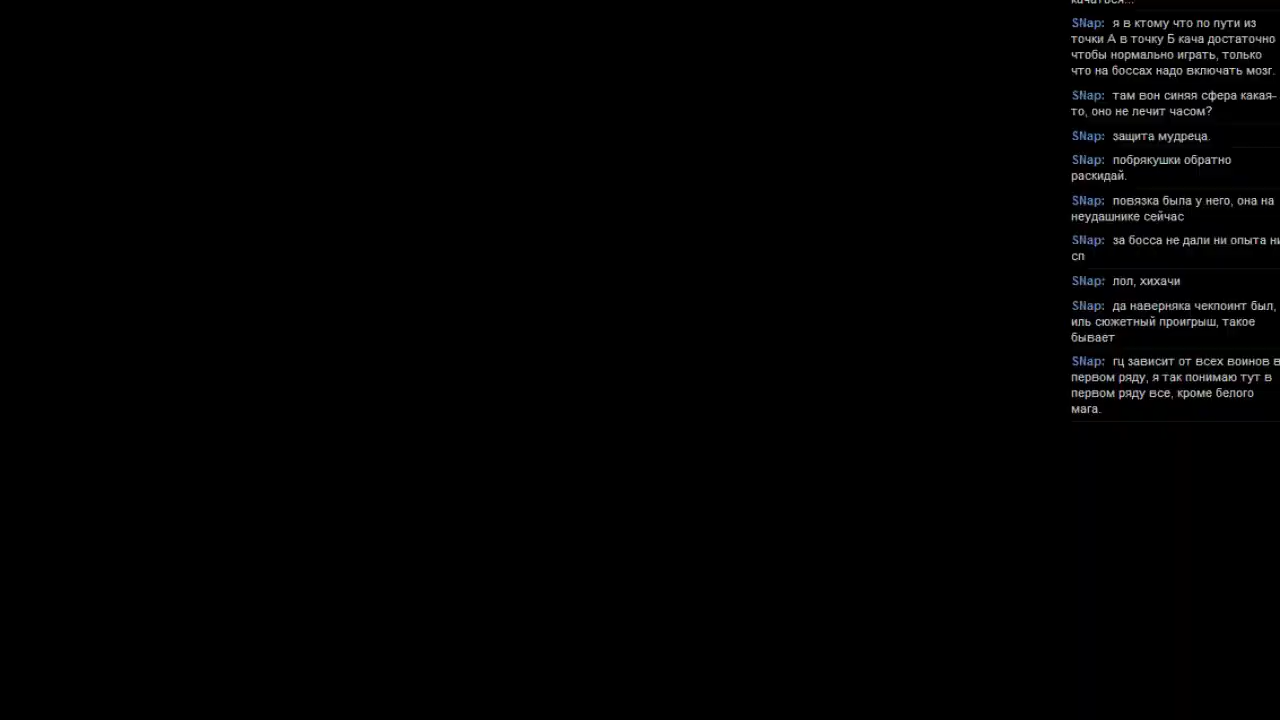 качаться...
SNap: я в ктому что по пути из
точки А в точку Б кача достаточно
чтобы нормально играть, только
что на боссах надо включать мозг.
SNap: там вон синяя сфера какая-
то, оно не лечит часом?
SNap: защита мудреца.
SNap: побрякушки обратно
раскидай.
SNap: повязка была у него, она на
неудашнике сейчас
SNap: за босса не дали ни опыта ни
сп
SNap: лол, хихачи
SNap: да наверняка чекпоинт был,
иль сюжетный проигрыш, такое
бывает
SNap: гц зависит от всех воинов в
первом ряду, я так понимаю тут в
первом ряду все, кроме белого
мага.